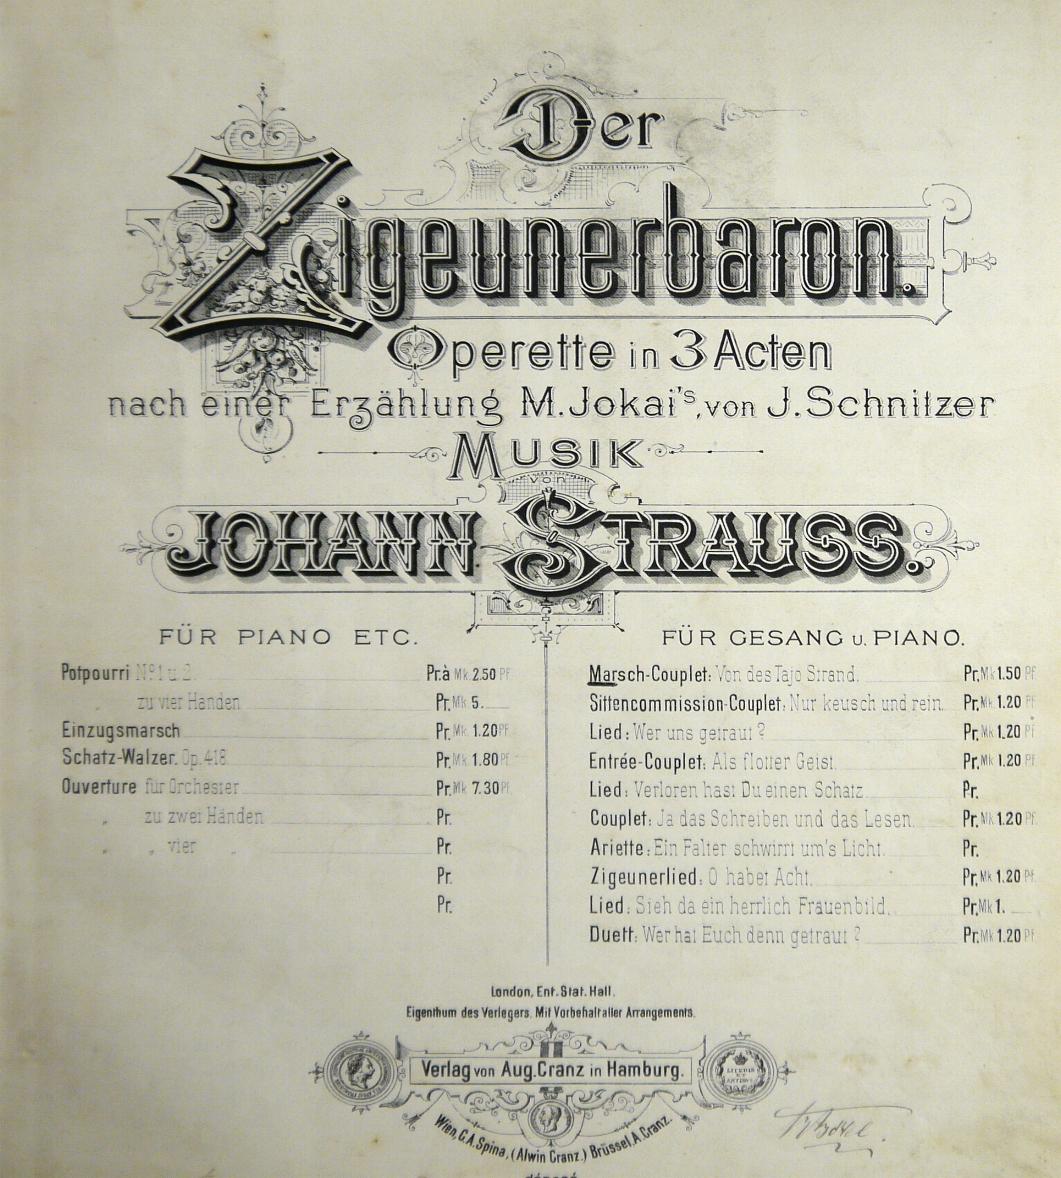 Der
Zigeunerbaron.
Operette in 3 Acten
nach einer Erzählung M. Jokai's, von J. Schnitzer
MUSIK
von
JOHANN STRAUSS.
FÜR PIANO ETC.
Potpourri No. 1 u. 2. Pr. à Mk 2.50 Pf
zu vier Händen Pr. Mk 5.
Einzugsmarsch Pr. Mk 1.20 Pf
Schatz-Walzer. Op. 418 Pr. Mk 1.80 Pf
Ouverture für Orchester Pr. Mk 7.30 Pf
" zu zwei Händen Pr.
" " vier " Pr.
Pr.
Pr.
FÜR GESANG u. PIANO.
Marsch-Couplet: Von des Tajo Strand. Pr. Mk 1.50 Pf
Sittencommission-Couplet: Nur keusch und rein. Pr. Mk 1.20 Pf
Lied: Wer uns getraut? Pr. Mk 1.20 Pf
Entrée-Couplet: Als flotter Geist. Pr. Mk 1.20 Pf
Lied: Verloren hast Du einen Schatz Pr.
Couplet: Ja das Schreiben und das Lesen. Pr. Mk 1.20 Pf
Ariette: Ein Falter schwirrt um's Licht. Pr.
Zigeunerlied: O habet Acht. Pr. Mk 1.20 Pf
Lied: Sieh da ein herrlich Frauenbild. Pr. Mk 1.
Duett: Wer hat Euch denn getraut? Pr. Mk 1.20 Pf
London, Ent. Stat. Hall.
Eigenthum des Verlegers. Mit Vorbehalt aller Arrangements.
Verlag von Aug. Cranz in Hamburg.
Wien, C.A. Spina, (Alwin Cranz.) Brüssel, A. Cranz.